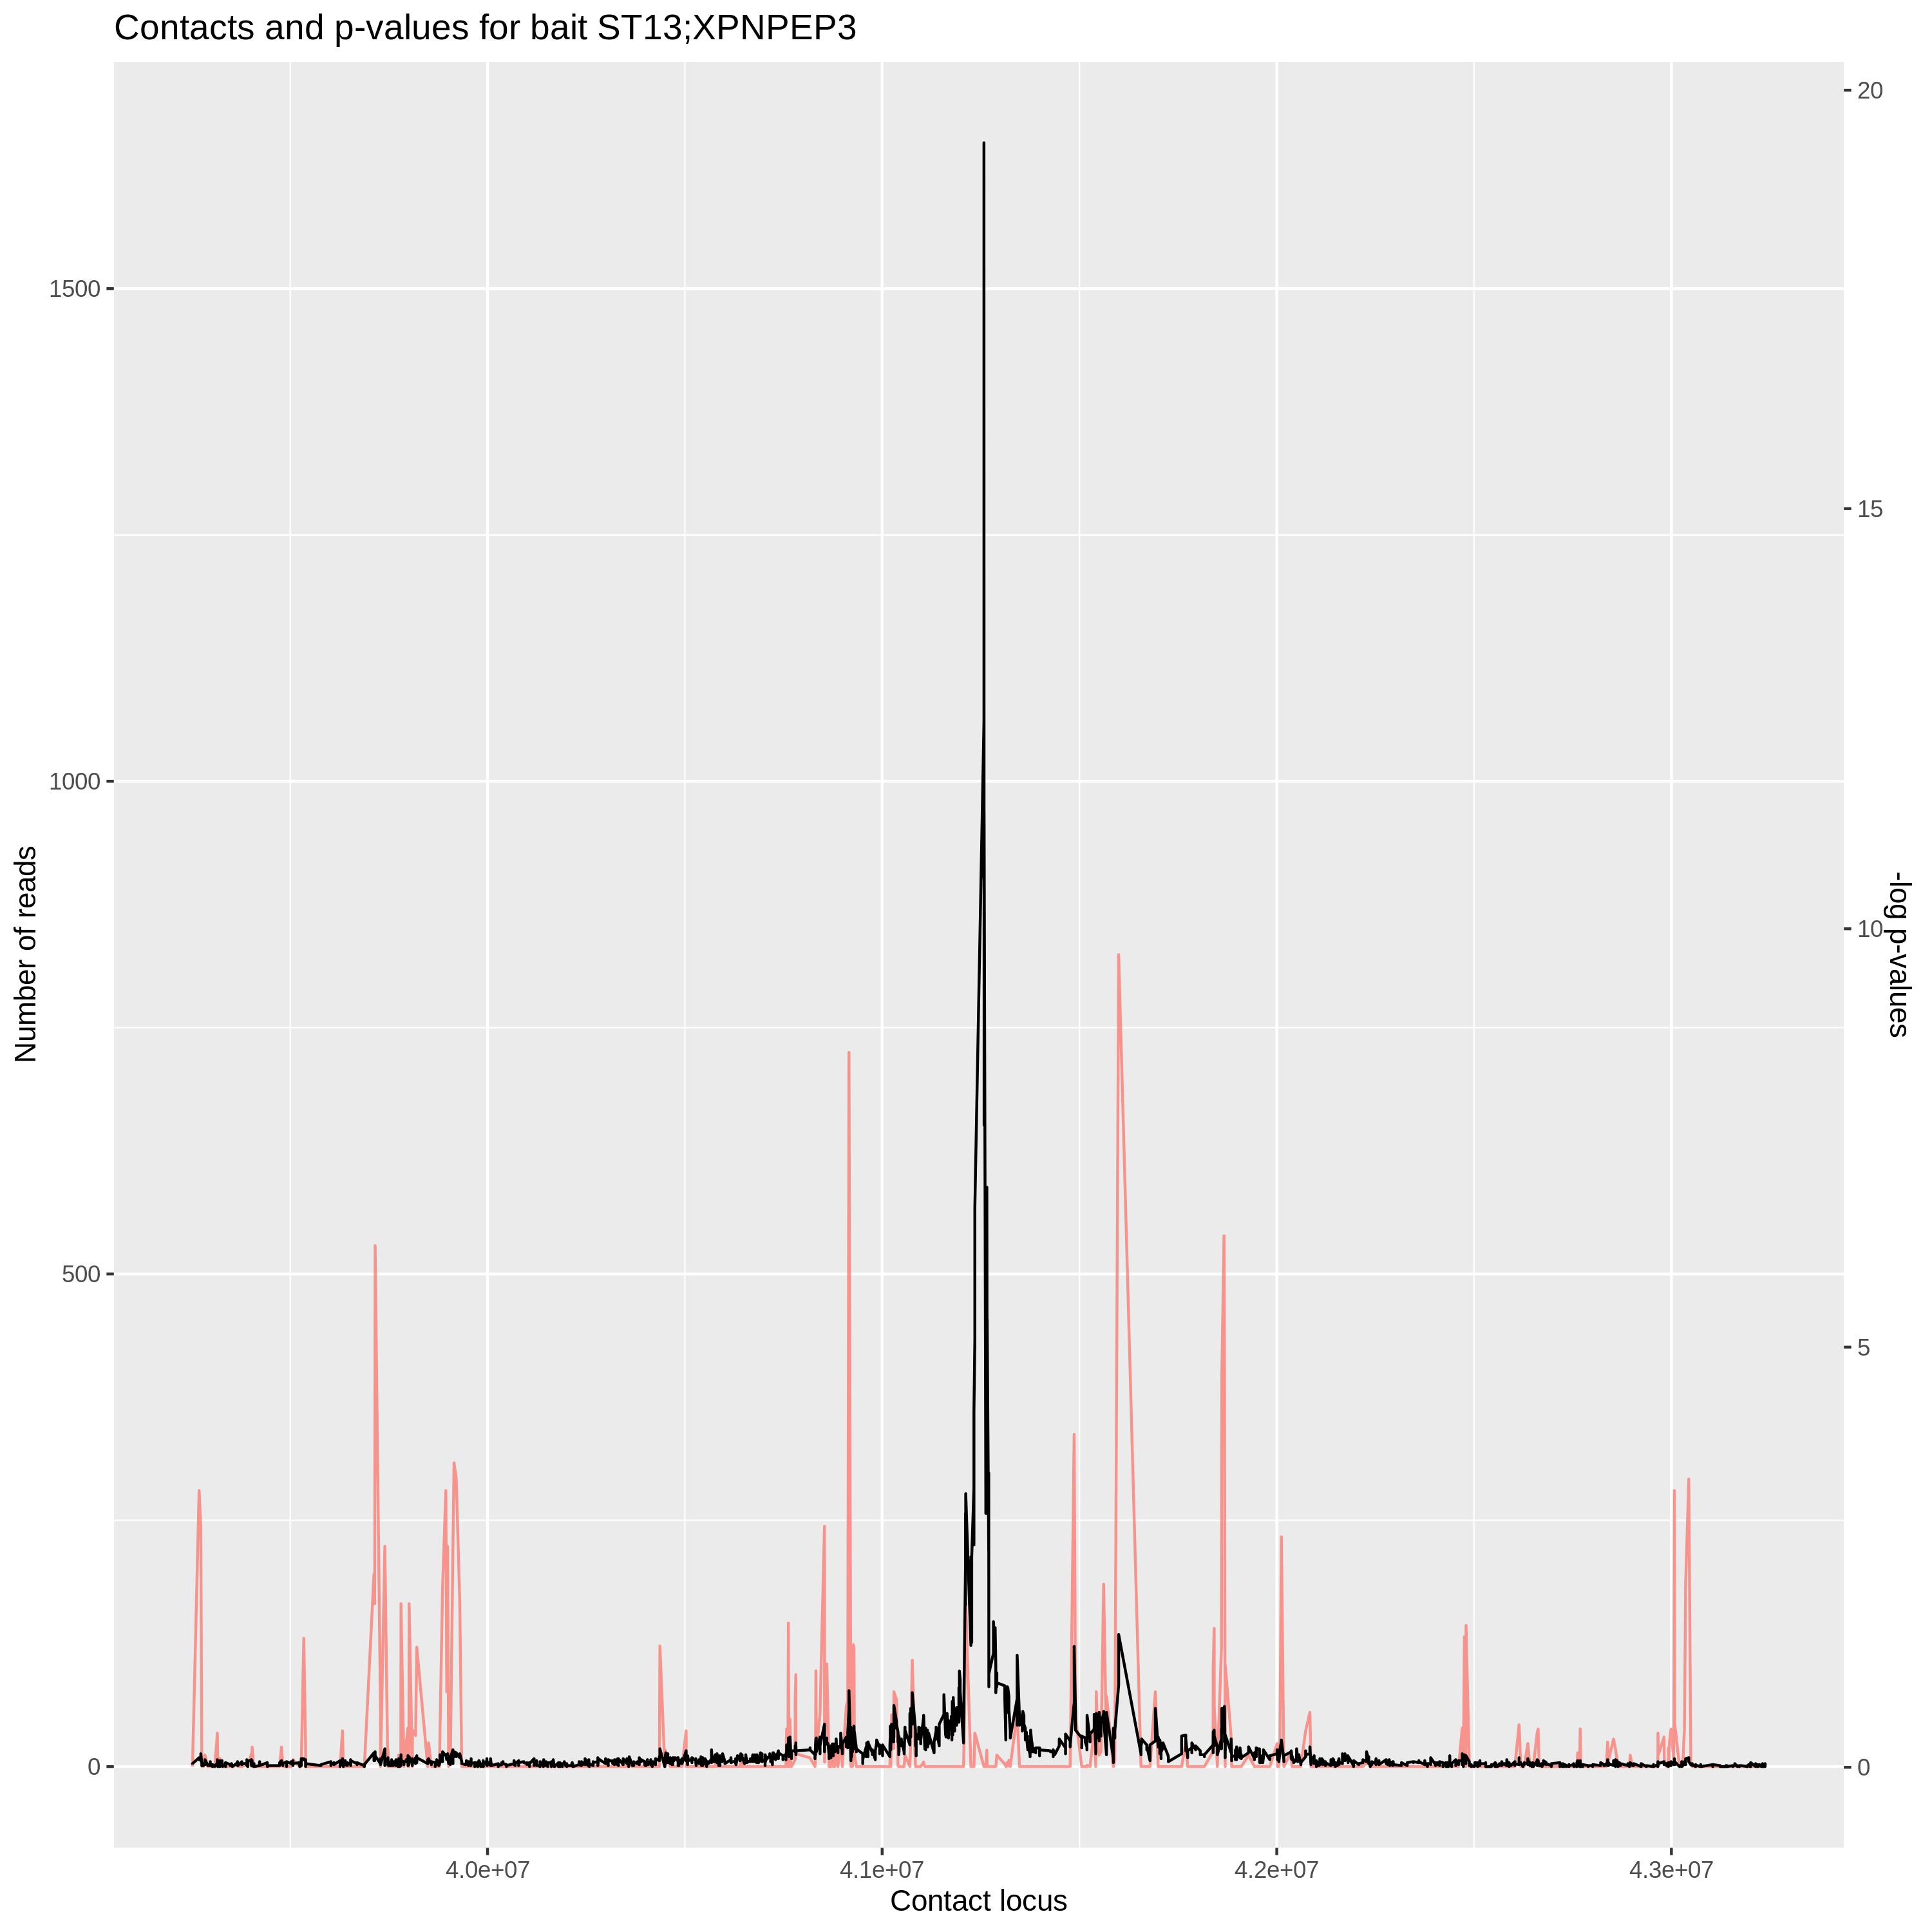 Contacts and p-values for bait ST13;XPNPEP3
Number of reads
1500
1000
500
0
20
15
10
5
0
-log p-values
4.0e+07
4.1e+07
4.2e+07
4.3e+07
Contact locus